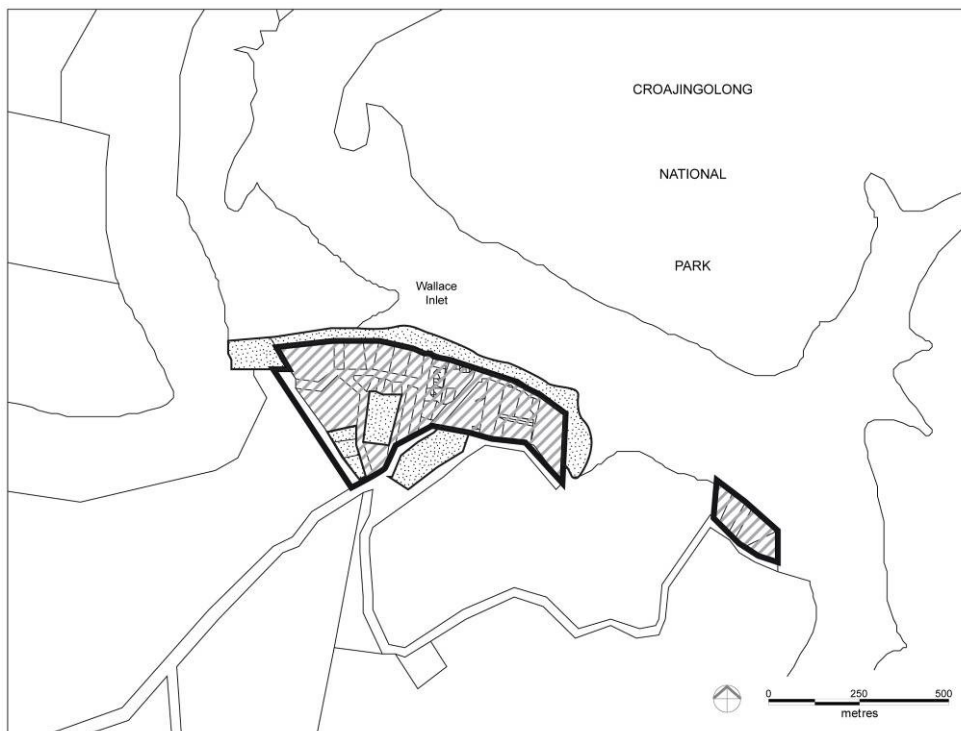 CROAJINGOLONG
NATIONAL
PARK
Wallace
Inlet
0 250 500
metres